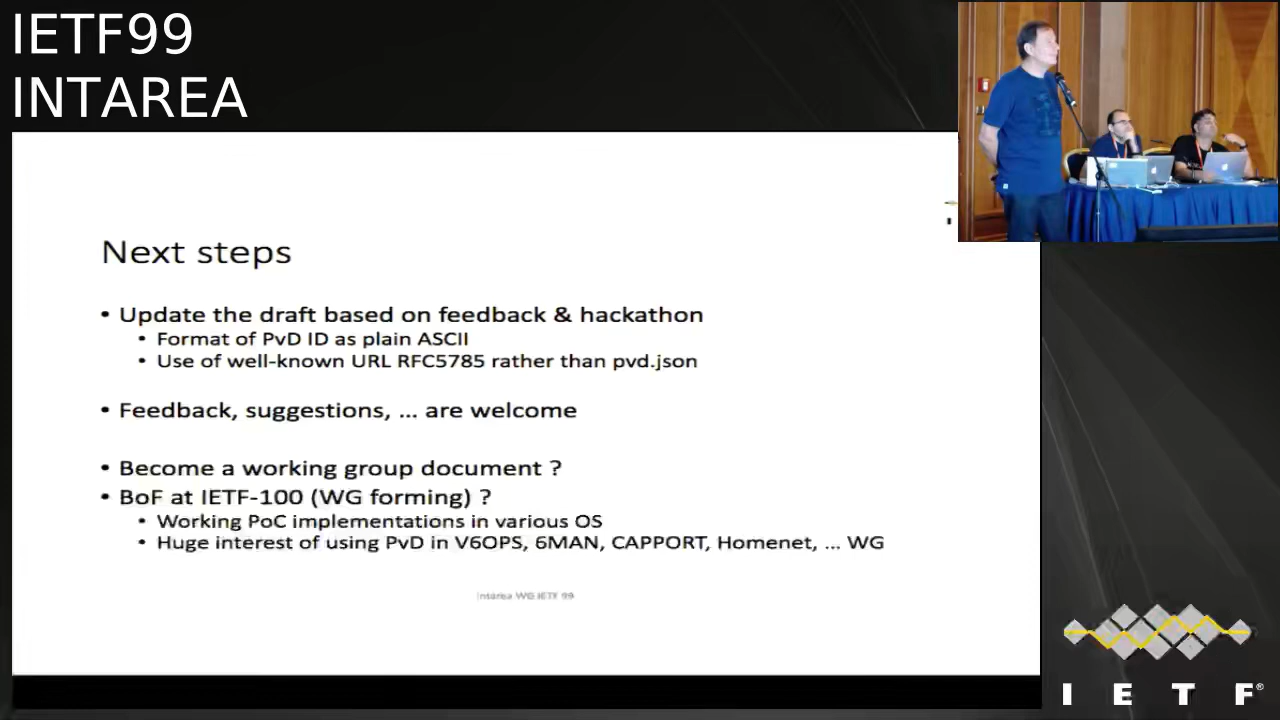 IETF99
INTAREA
Next steps
• Update the draft based on feedback & hackathon
• Format of PvD ID as plain ASCII
• Use of well-known URL RFC5785 rather than pvd.json
• Feedback, suggestions, ... are welcome
• Become a working group document ?
• BoF at IETF-100 (WG forming) ?
• Working PoC implementations in various OS
• Huge interest of using PvD in V6OPS, 6MAN, CAPPORT, Homenet, ... WG
Intarea WG IETF 99
I E T F®